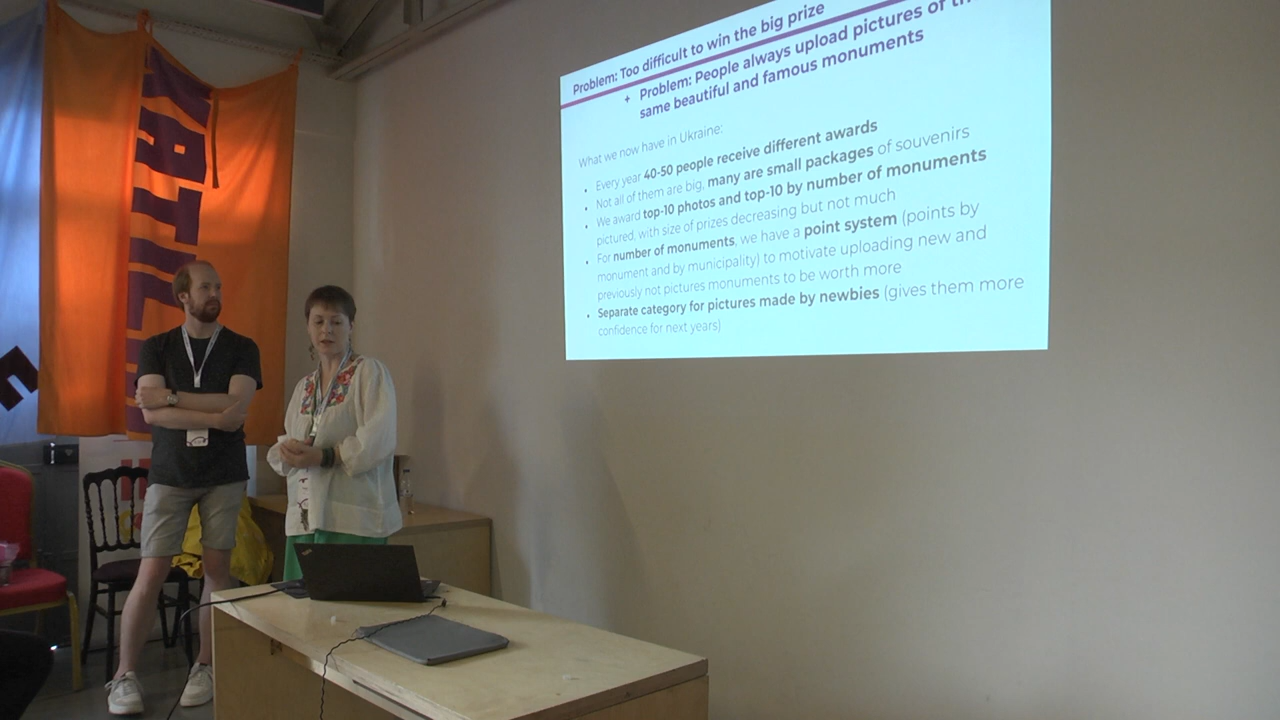 Problem: Too difficult to win the big prize
+ Problem: People always upload pictures of
same beautiful and famous monuments
What we now have in Ukraine:
• Every year 40-50 people receive different awards
• Not all of them are big, many are small packages of souvenirs
• We award top-10 photos and top-10 by number of monuments
pictured, with size of prizes decreasing but not much
• For number of monuments, we have a point system (points by
monument and by municipality) to motivate uploading new and
previously not pictures monuments to be worth more
• Separate category for pictures made by newbies (gives them more
confidence for next years)